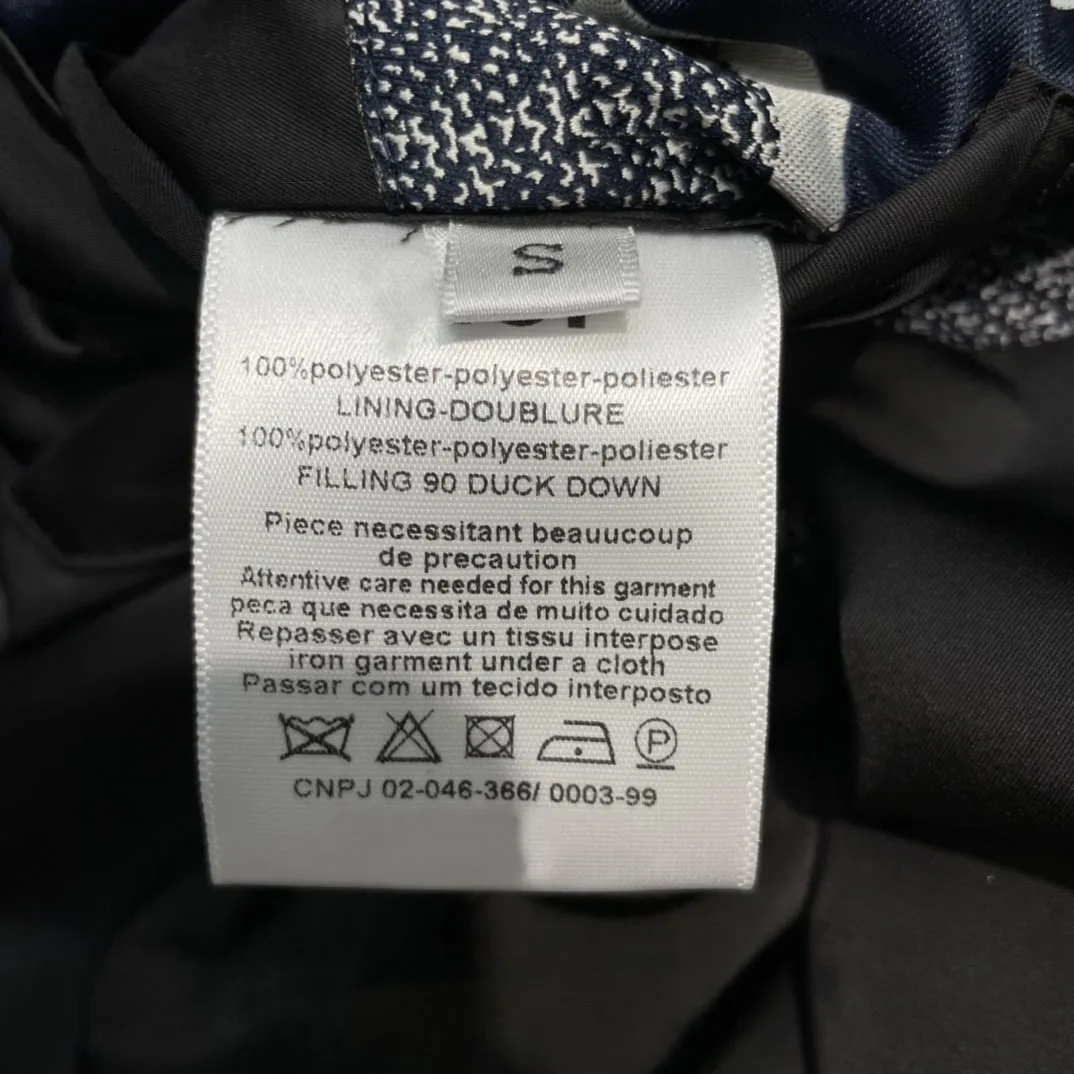 S
100%polyester-polyester-poliester
LINING-DOUBLURE
100%polyester-polyester-poliester
FILLING 90 DUCK DOWN
Piece necessitant beauucoup
de precaution
Attentive care needed for this garment
peca que necessita de muito cuidado
Repasser avec un tissu interpose
iron garment under a cloth
Passar com um tecido interposto
P
CNPJ 02-046-366/ 0003-99